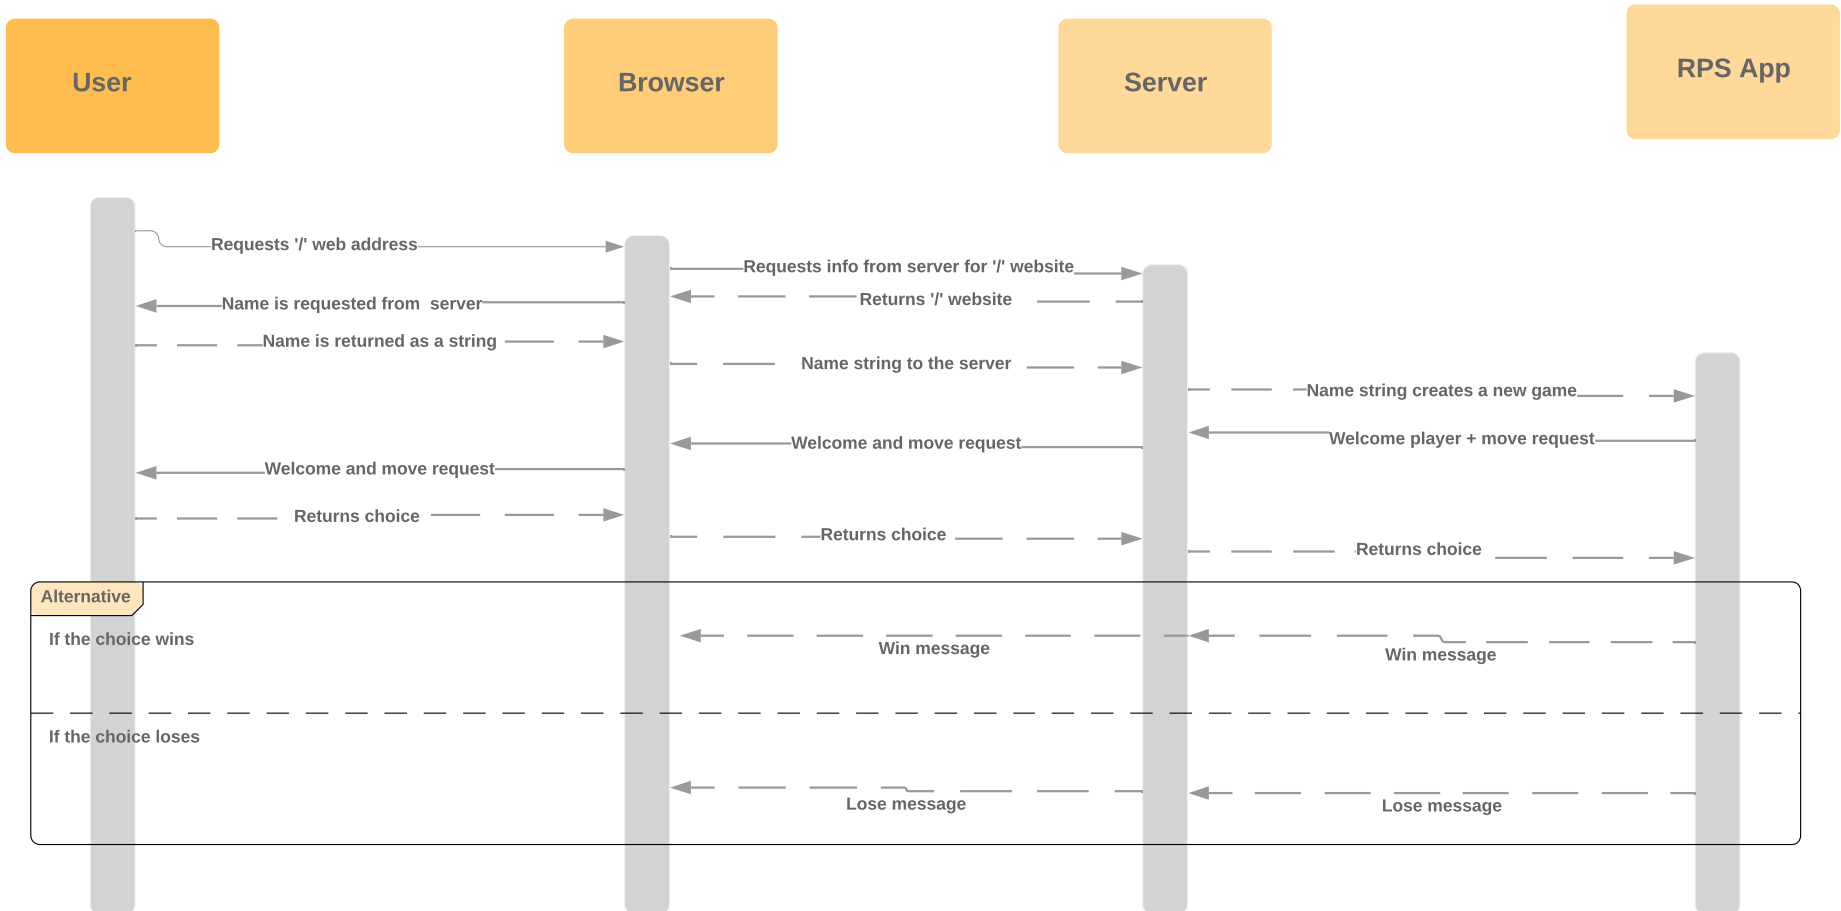 User
Browser
Server
RPS App
Requests '/' web address
Requests info from server for '/' website
Returns '/' website
Name is requested from  server
Name is returned as a string
Name string to the server
Name string creates a new game
Welcome player + move request
Welcome and move request
Welcome and move request
Returns choice
Returns choice
Returns choice
Alternative
If the choice wins
Win message
Win message
If the choice loses
Lose message
Lose message